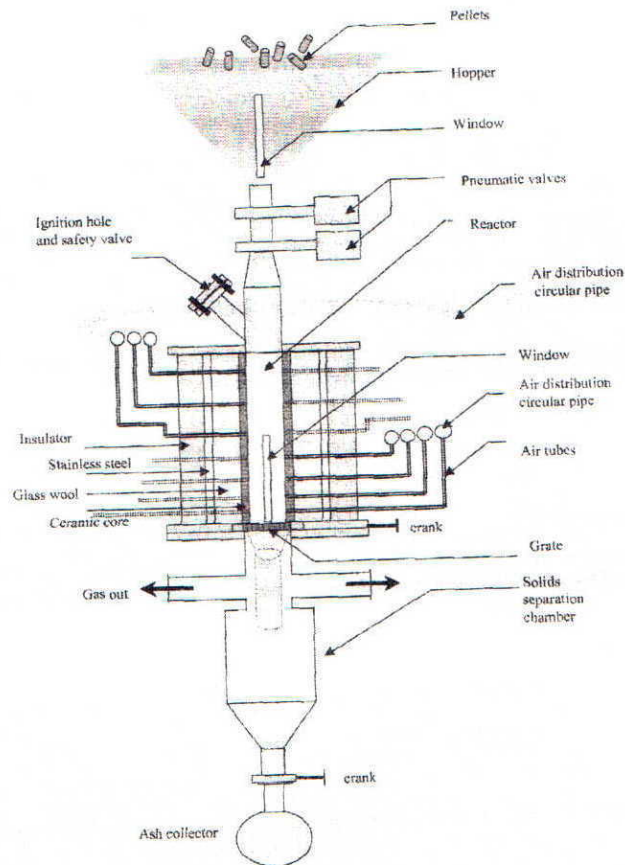 Pellets
Hopper
Window
Pneumatic valves
Ignition hole
and safety valve
Reactor
Air distribution
circular pipe
Window
Air distribution
circular pipe
Insulator
Stainless steel
Air tubes
Glass wool
Ceramic core
crank
Grate
Gas out
Solids
separation
chamber
crank
Ash collector